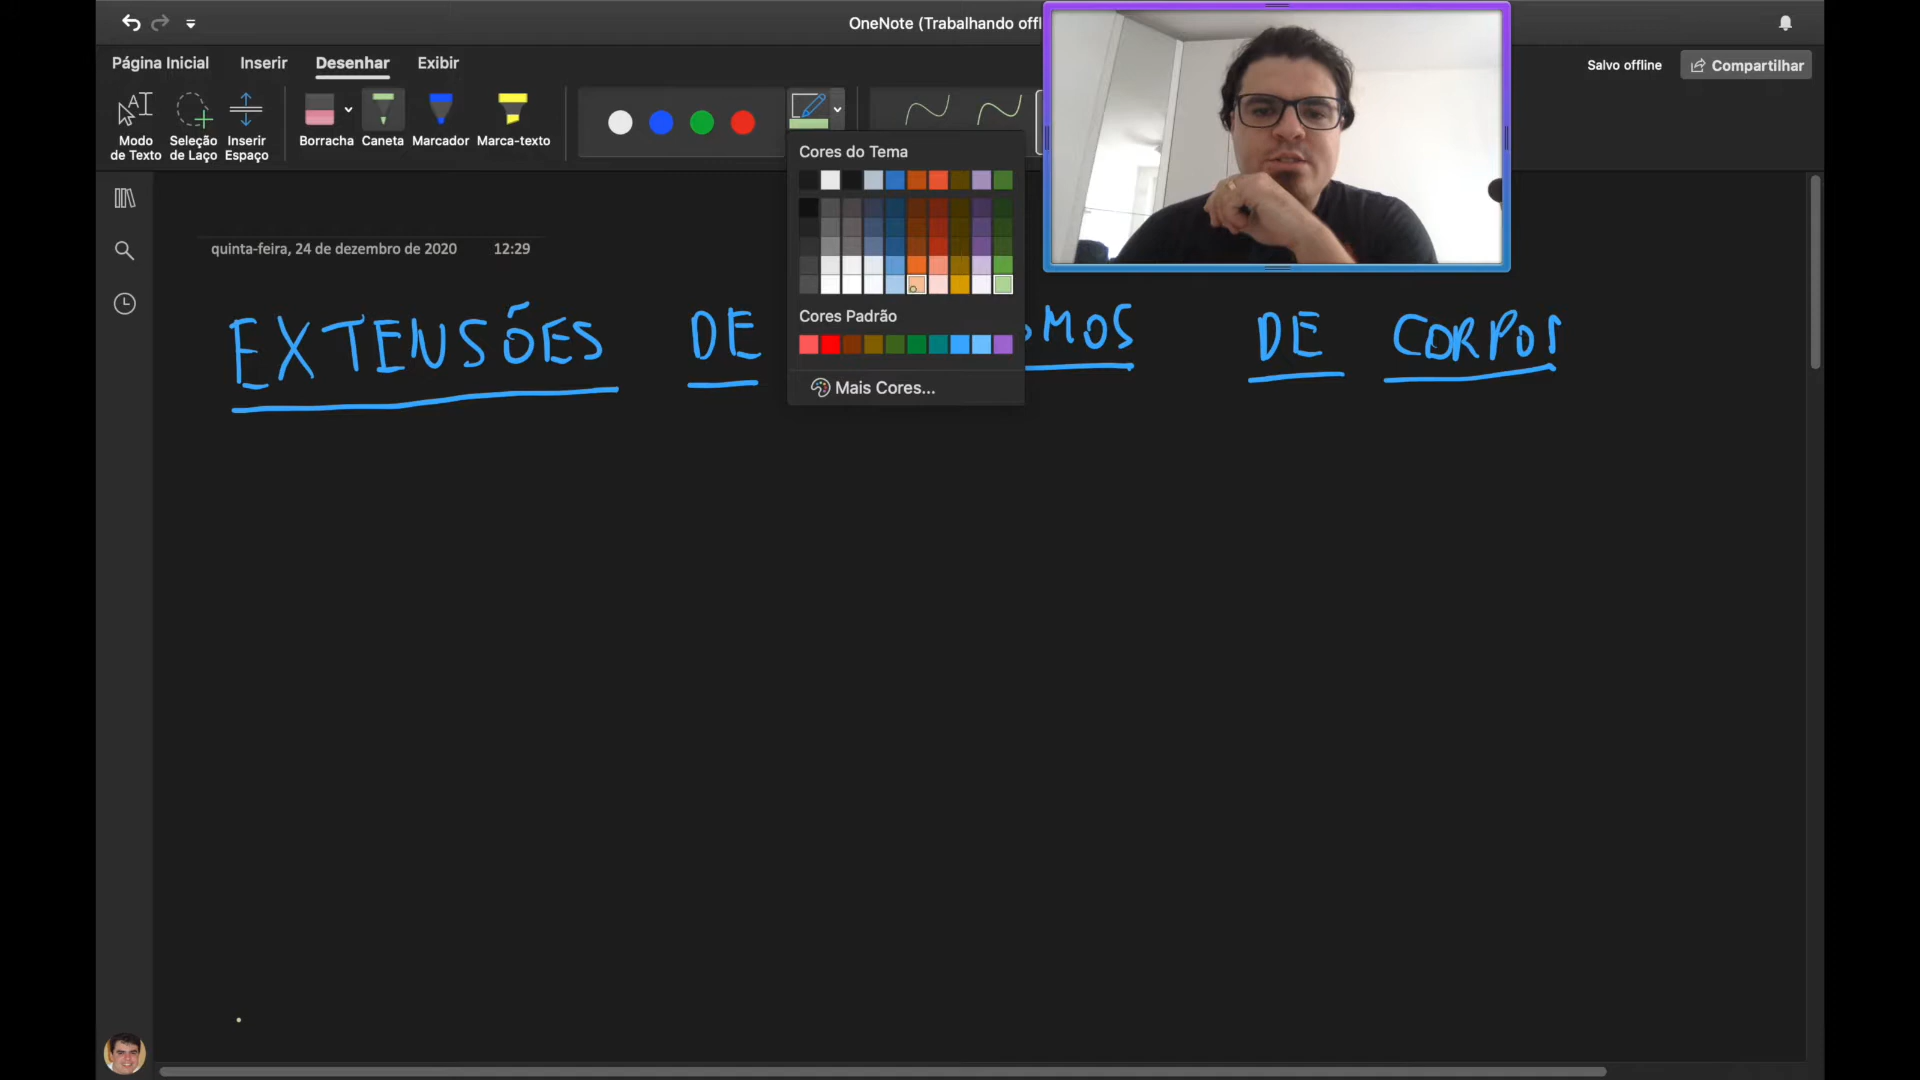 OneNote (Trabalhando offl
Página Inicial Inserir Desenhar Exibir
Salvo offline Compartilhar
Modo de Texto
Seleção de Laço
Inserir Espaço
Borracha Caneta Marcador Marca-texto
Cores do Tema
quinta-feira, 24 de dezembro de 2020 12:29
Cores Padrão
EXTENSÕES DE OMOS DE CORPOS
Mais Cores...